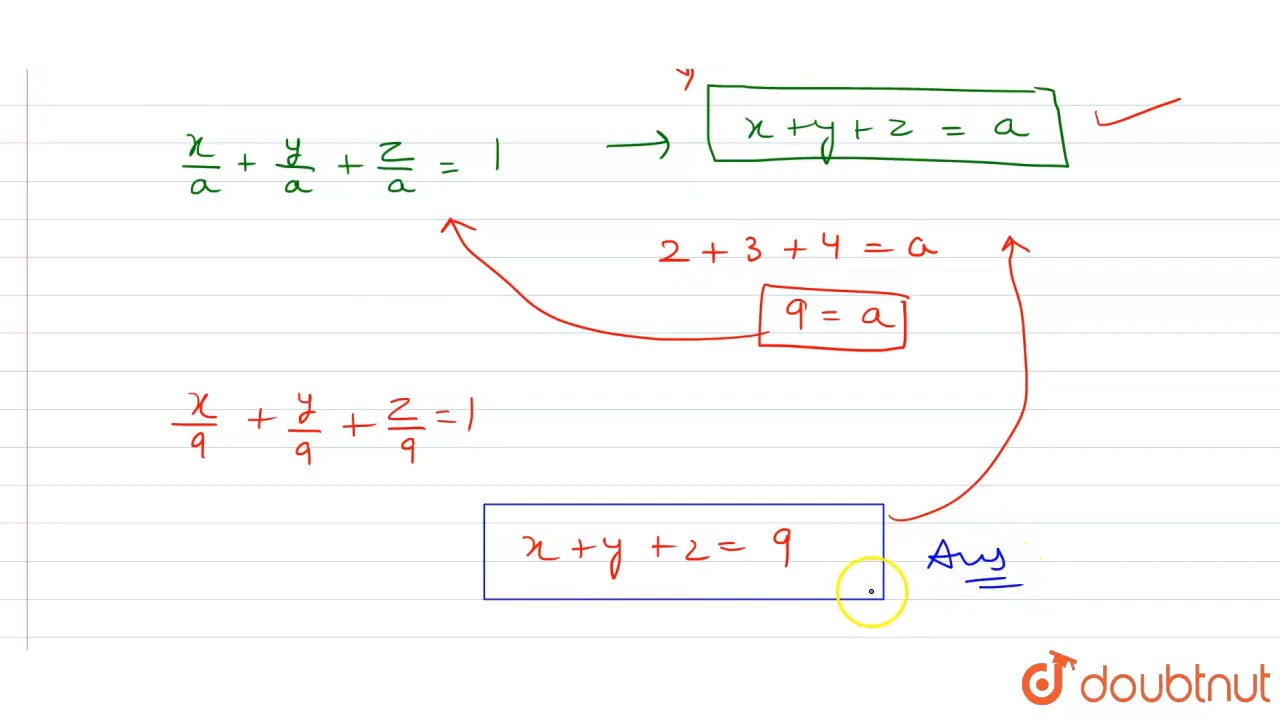 x/a + y/a + z/a = 1 → x + y + z = a
2 + 3 + 4 = a
9 = a
x/9 + y/9 + z/9 = 1
x + y + z = 9 Ans
doubtnut